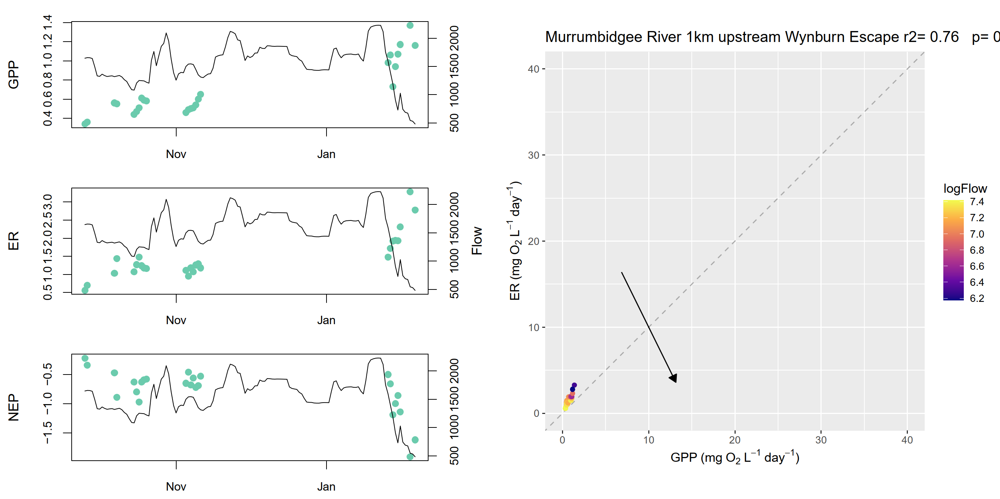 GPP
0.4 0.6 0.8 1.0 1.2 1.4
500 1000 1500 2000
Nov Jan
ER
0.5 1.0 1.5 2.0 2.5 3.0
500 1000 1500 2000
Flow
Nov Jan
NEP
−1.5 −1.0 −0.5
500 1000 1500 2000
Nov Jan
Murrumbidgee River 1km upstream Wynburn Escape r2= 0.76 p= 0
ER (mg O₂ L⁻¹ day⁻¹)
40
30
20
10
0
0 10 20 30 40
GPP (mg O₂ L⁻¹ day⁻¹)
logFlow
7.4
7.2
7.0
6.8
6.6
6.4
6.2